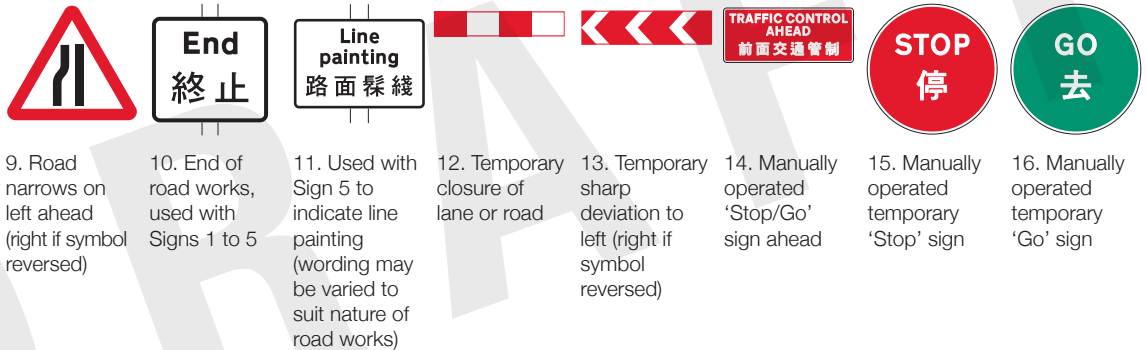 End
終止
Line
painting
路面髹綫
TRAFFIC CONTROL
AHEAD
前面交通管制
STOP
停
GO
去
9. Road
narrows on
left ahead
(right if symbol
reversed)
10. End of
road works,
used with
Signs 1 to 5
11. Used with
Sign 5 to
indicate line
painting
(wording may
be varied to
suit nature of
road works)
12. Temporary
closure of
lane or road
13. Temporary
sharp
deviation to
left (right if
symbol
reversed)
14. Manually
operated
‘Stop/Go’
sign ahead
15. Manually
operated
temporary
‘Stop’ sign
16. Manually
operated
temporary
‘Go’ sign
DRAFT